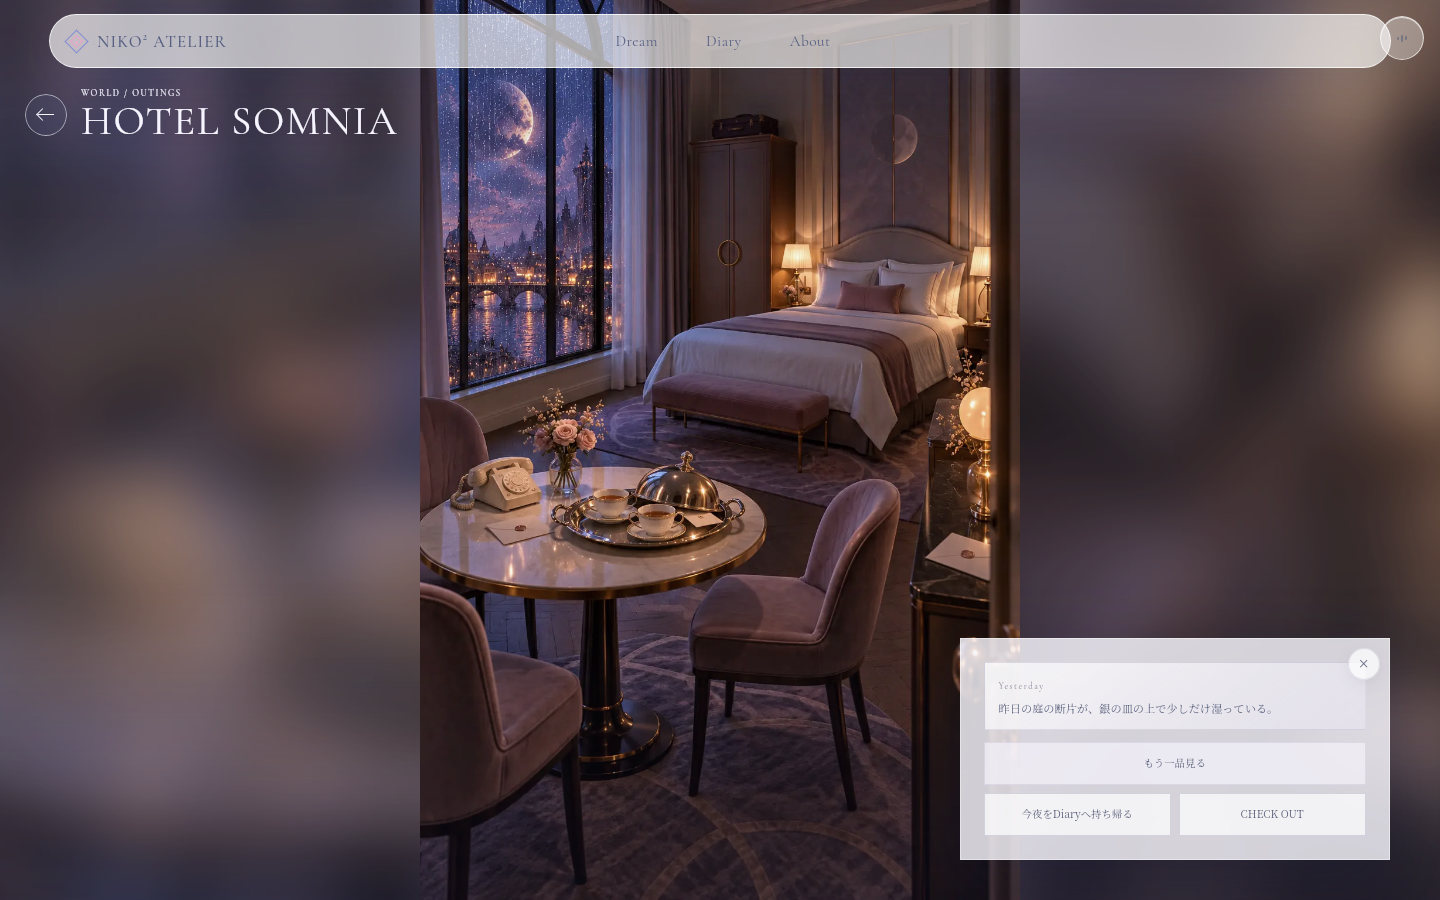 NIKO² ATELIER
Dream
Diary
About
WORLD / OUTINGS
HOTEL SOMNIA
Yesterday
昨日の庭の断片が、銀の皿の上で少しだけ湿っている。
もう一品見る
今夜をDiaryへ持ち帰る
CHECK OUT